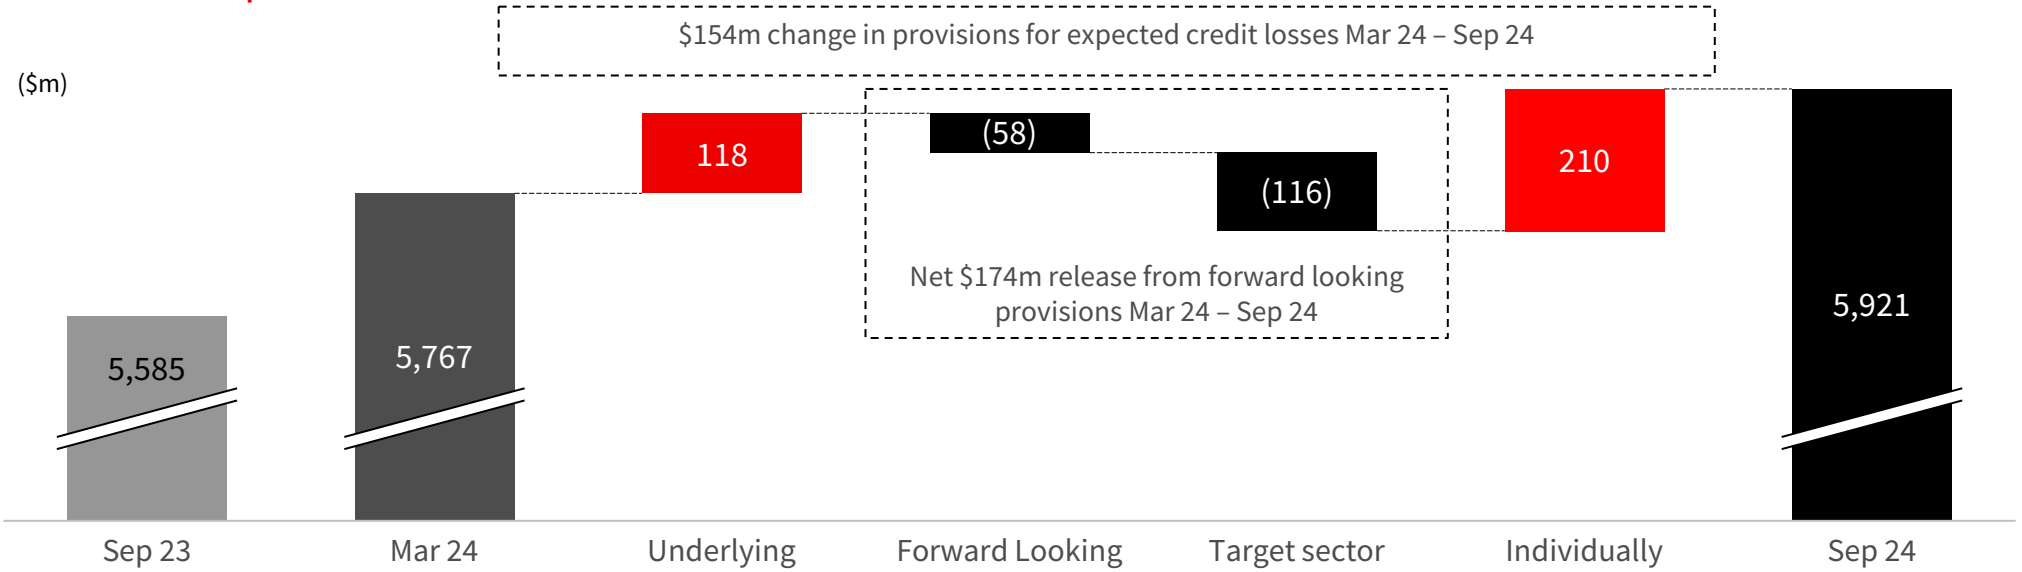 $154m change in provisions for expected credit losses Mar 24 – Sep 24
($m)
118
(58)
(116)
210
Net $174m release from forward looking
provisions Mar 24 – Sep 24
5,585
5,767
5,921
Sep 23
Mar 24
Underlying
Forward Looking
Target sector
Individually
Sep 24